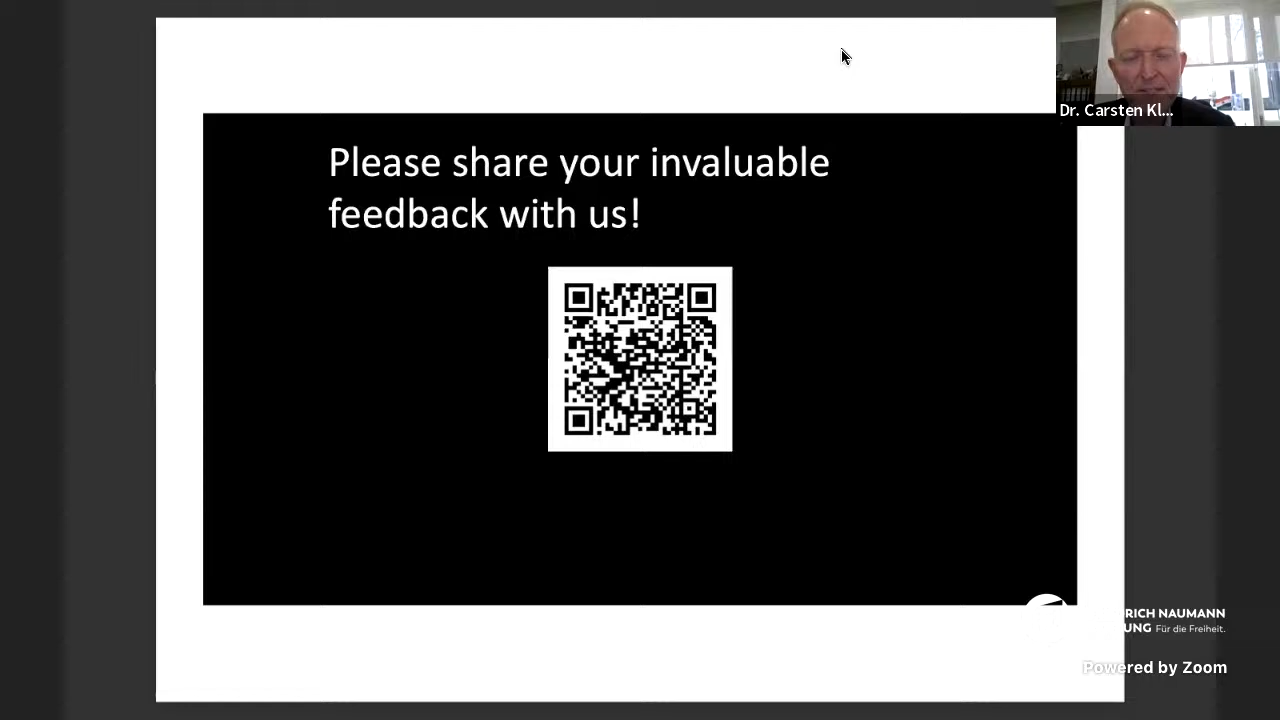 Dr. Carsten Kl...
Please share your invaluable
feedback with us!
RICH NAUMANN
UNG Für die Freiheit.
Powered by Zoom